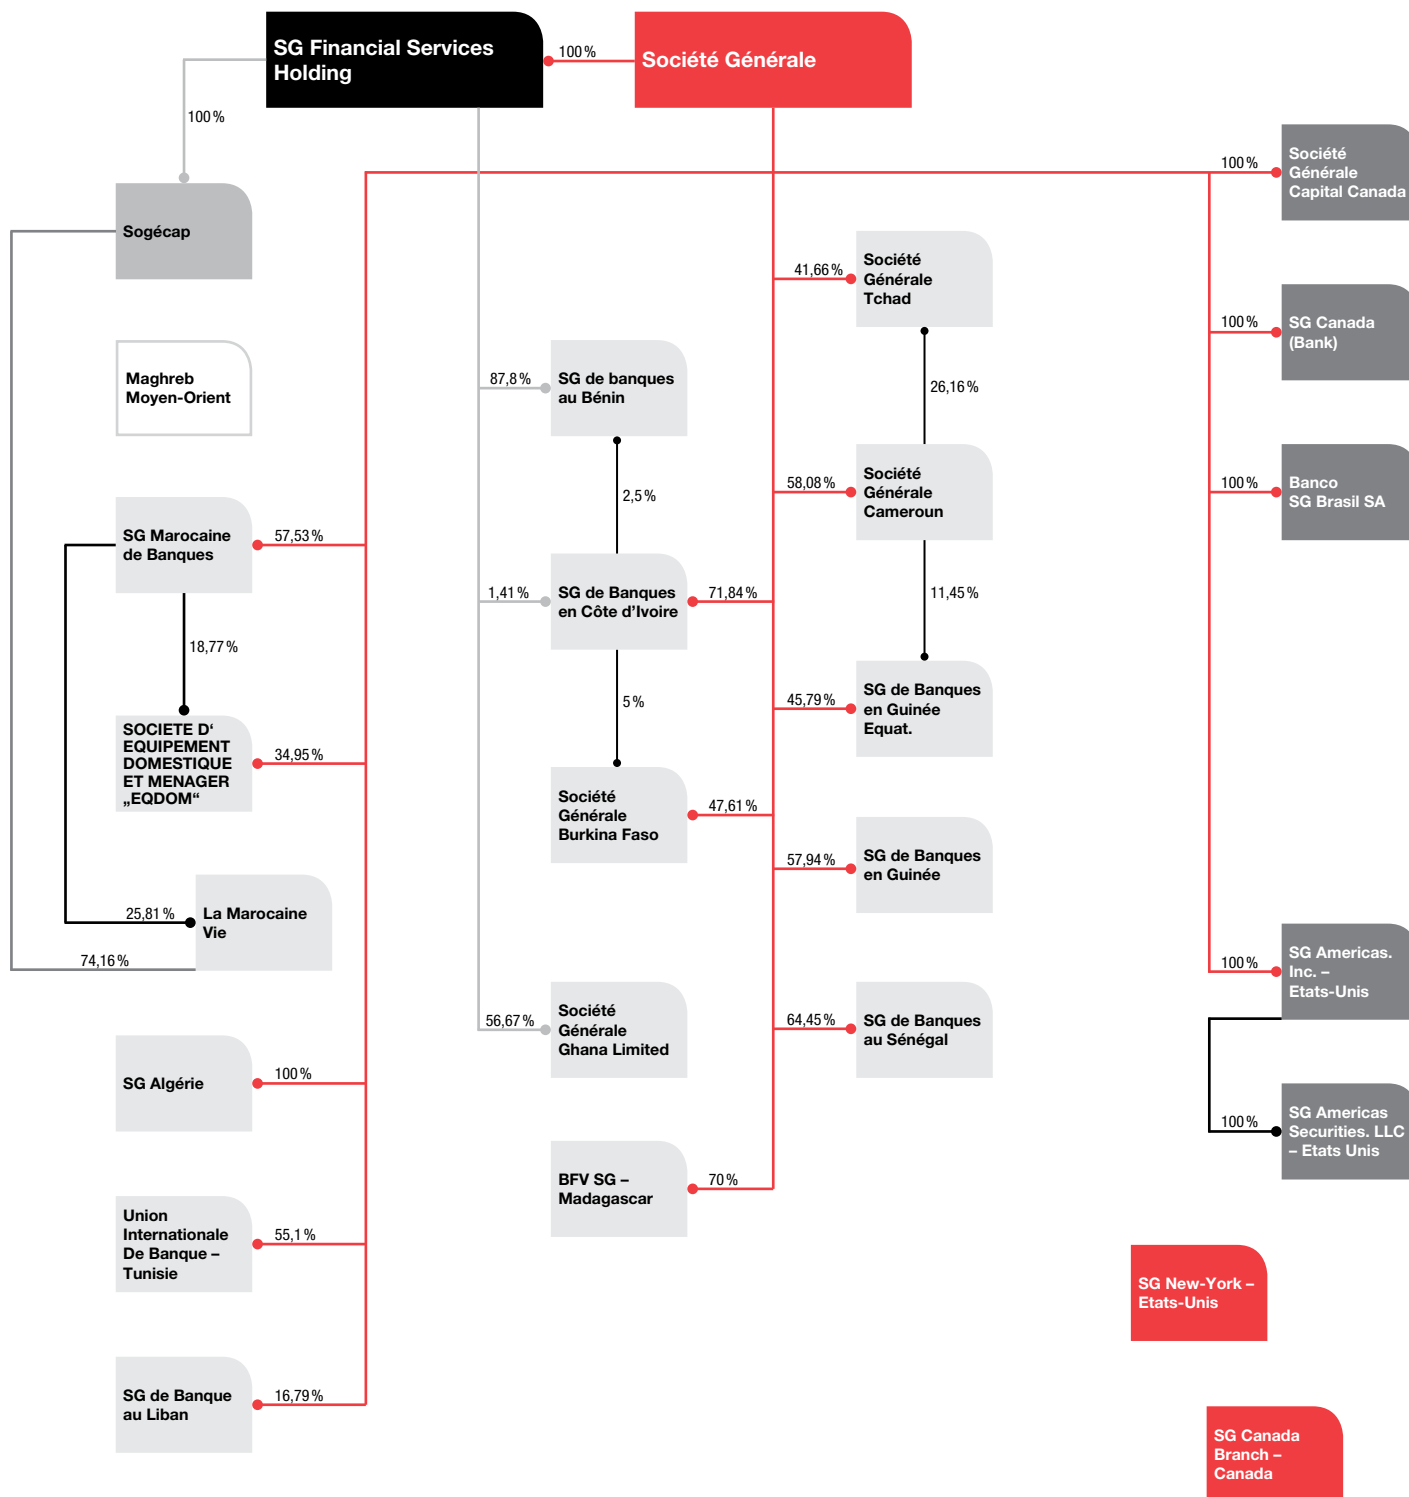 SG Financial Services
Holding
100 %
Société Générale
100 %
Société
Générale
Capital Canada
100 %
Sogécap
Société
Générale
Tchad
41,66 %
SG Canada
(Bank)
100 %
Maghreb
Moyen-Orient
87,8 %
SG de banques
au Bénin
26,16 %
2,5 %
58,08 %
Société
Générale
Cameroun
100 %
Banco
SG Brasil SA
SG Marocaine
de Banques
57,53 %
1,41 %
SG de Banques
en Côte d’Ivoire
71,84 %
11,45 %
18,77 %
5 %
45,79 %
SG de Banques
en Guinée
Equat.
SOCIETE D‘
EQUIPEMENT
DOMESTIQUE
ET MENAGER
„EQDOM“
34,95 %
Société
Générale
Burkina Faso
47,61 %
57,94 %
SG de Banques
en Guinée
25,81 %
La Marocaine
Vie
74,16 %
100 %
SG Americas.
Inc. –
Etats-Unis
56,67 %
Société
Générale
Ghana Limited
64,45 %
SG de Banques
au Sénégal
SG Algérie
100 %
100 %
SG Americas
Securities. LLC
– Etats Unis
BFV SG –
Madagascar
70 %
Union
Internationale
De Banque –
Tunisie
55,1 %
SG New-York –
Etats-Unis
SG de Banque
au Liban
16,79 %
SG Canada
Branch –
Canada